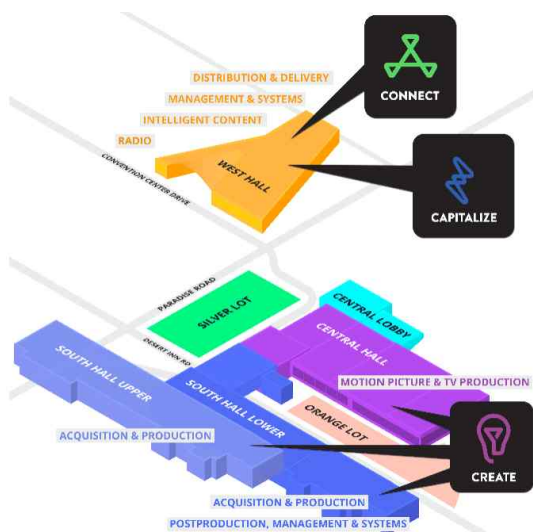 DISTRIBUTION & DELIVERY
CONNECT
MANAGEMENT & SYSTEMS
INTELLIGENT CONTENT
RADIO
WEST HALL
CONVENTION CENTER DRIVE
CAPITALIZE
PARADISE ROAD
SILVER LOT
CENTRAL LOBBY
CENTRAL HALL
DESERT INN RD
SOUTH HALL UPPER
SOUTH HALL LOWER
MOTION PICTURE & TV PRODUCTION
ORANGE LOT
ACQUISITION & PRODUCTION
CREATE
ACQUISITION & PRODUCTION
POSTPRODUCTION, MANAGEMENT & SYSTEMS